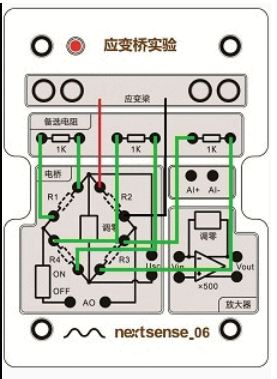 应变桥实验
应变梁
备选电阻
1K 1K 1K
电桥
R1 R2
调零
AI+ AI-
调零
R4 R3
Usc Vin Vout
ON
OFF
AO
×500
放大器
nextsense_06